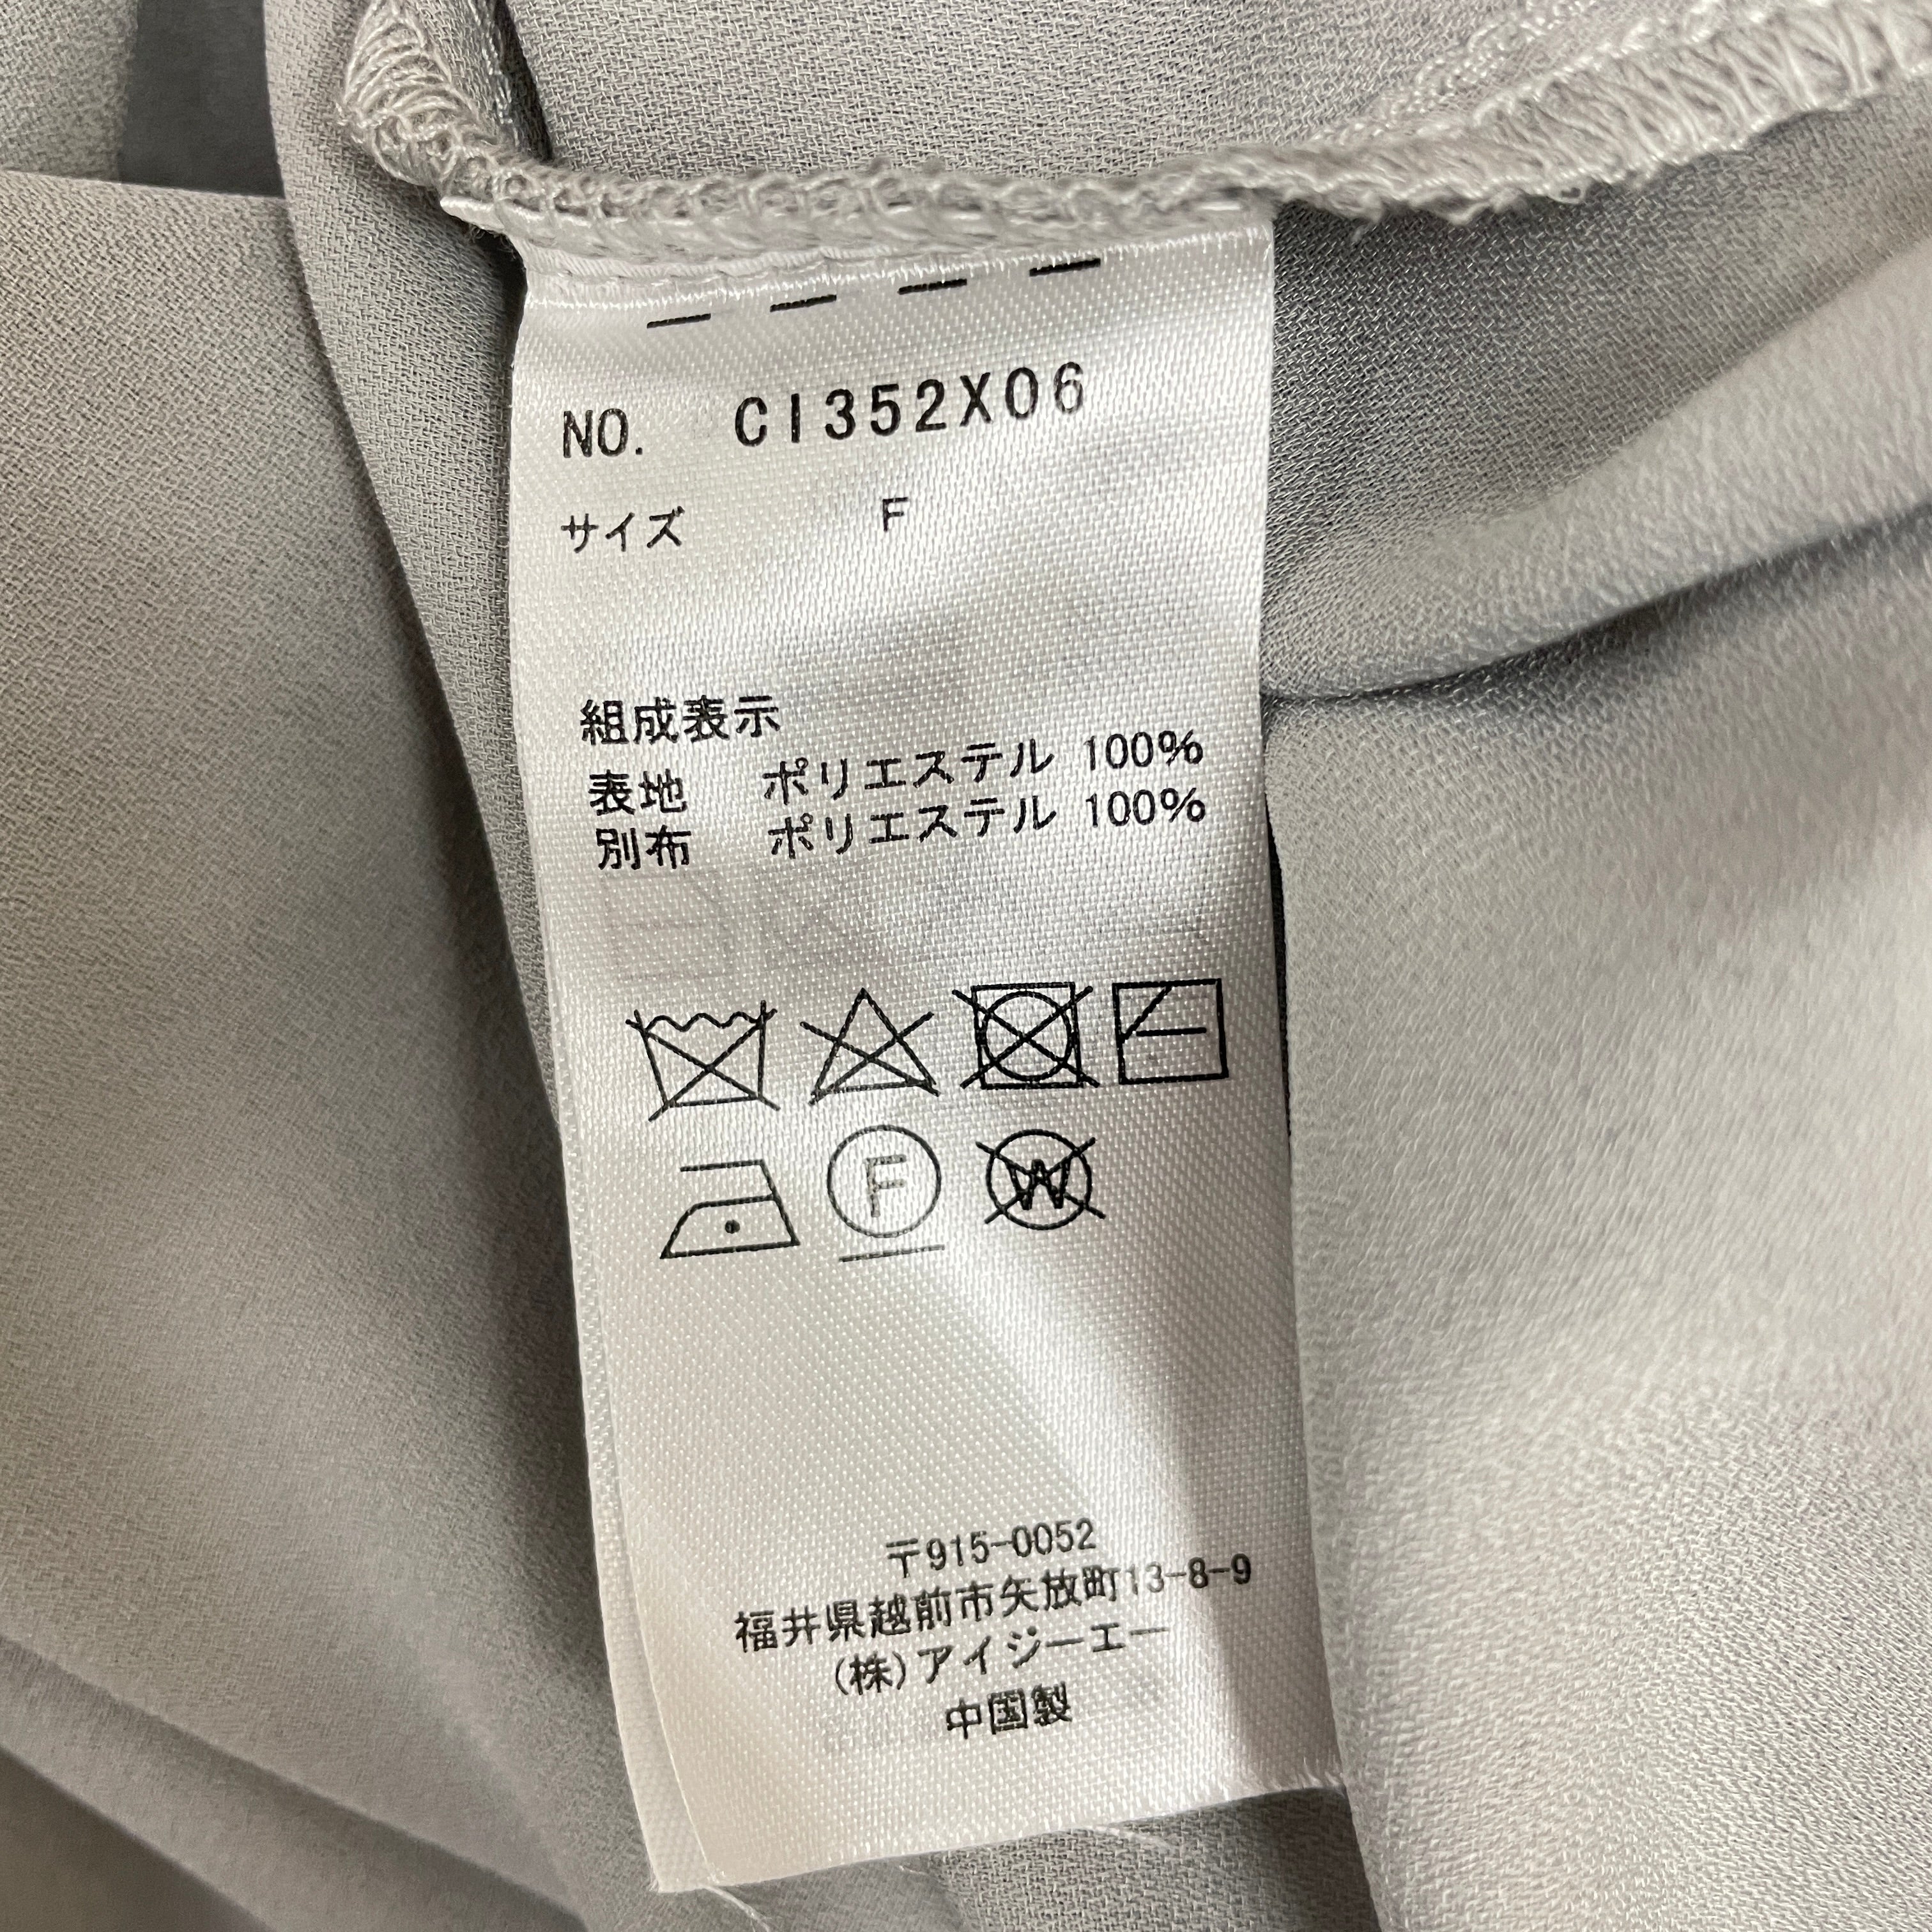 NO. CI352X06
サイズ F
組成表示
表地 ポリエステル 100%
別布 ポリエステル 100%
F
W
〒915-0052
福井県越前市矢放町13-8-9
(株)アイジーエー
中国製